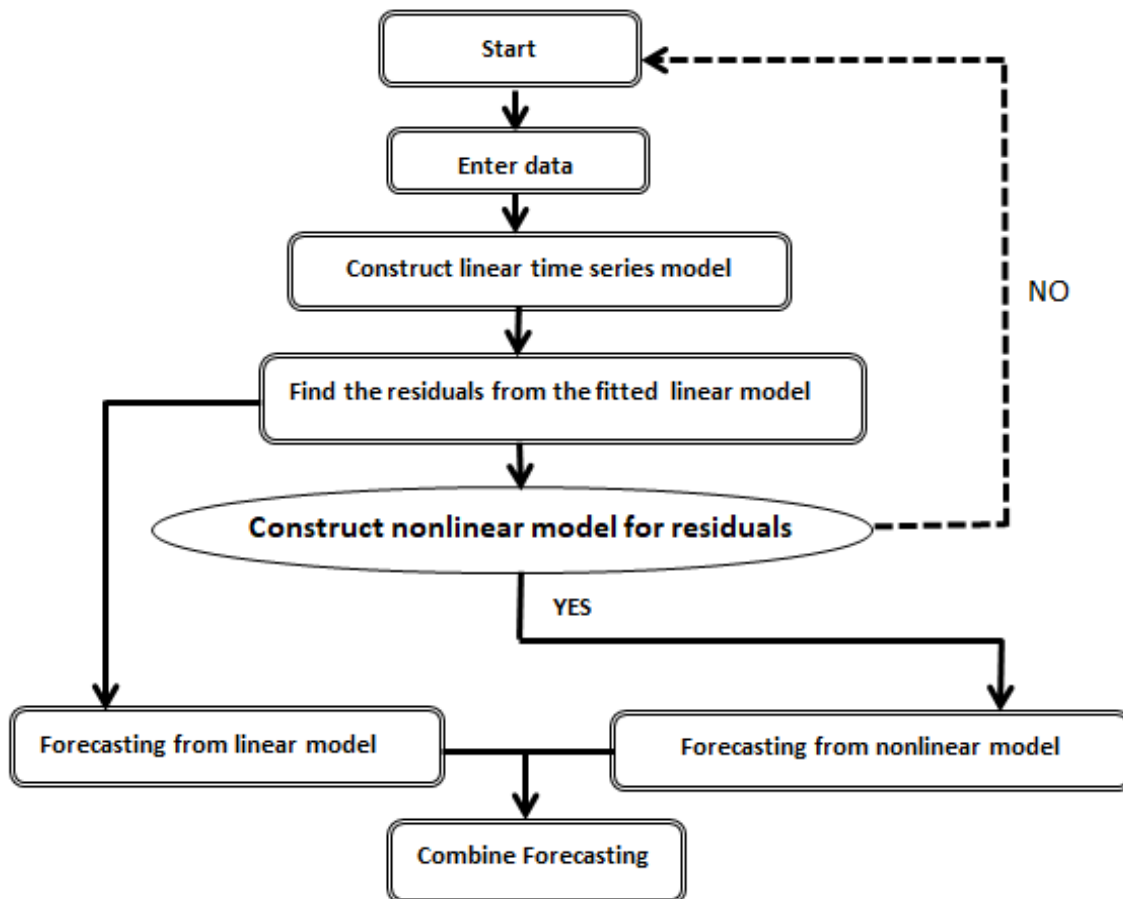 Start
Enter data
Construct linear time series model
NO
Find the residuals from the fitted linear model
Construct nonlinear model for residuals
YES
Forecasting from linear model
Forecasting from nonlinear model
Combine Forecasting